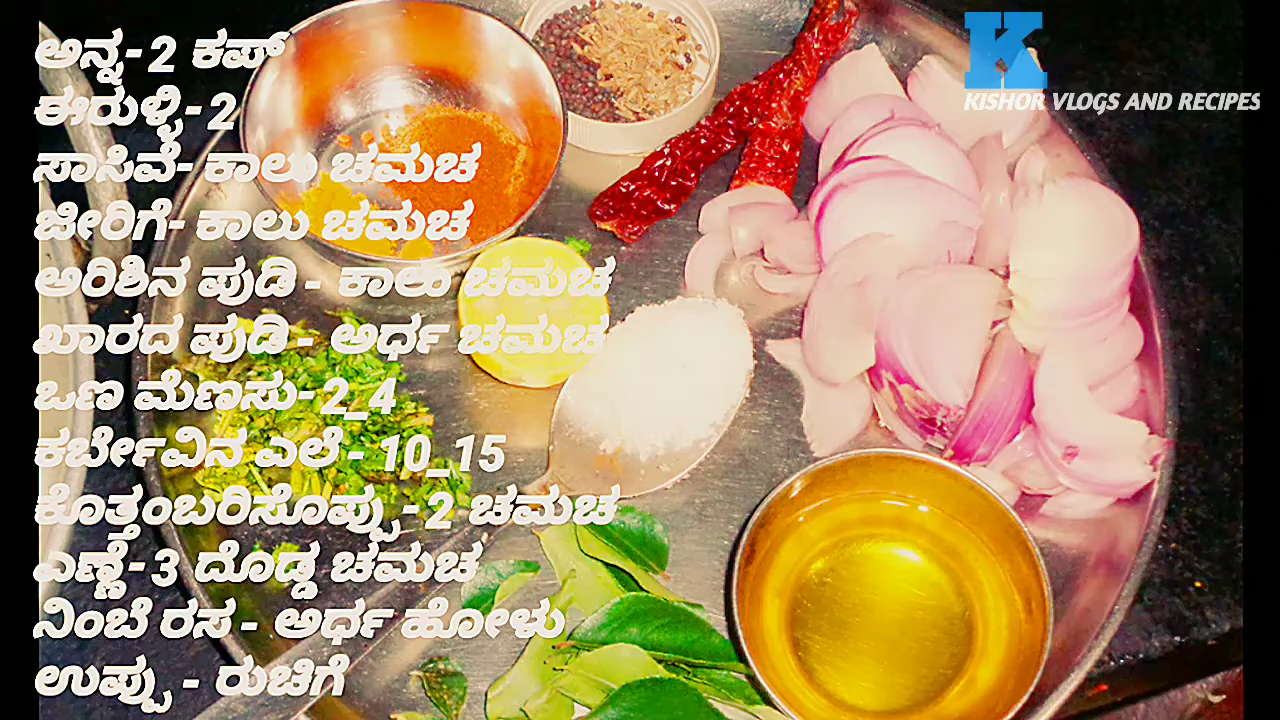 ಅನ್ನ- 2 ಕಪ್
ಈರುಳ್ಳಿ- 2
ಸಾಸಿವೆ- ಕಾಲು ಚಮಚ
ಜೀರಿಗೆ- ಕಾಲು ಚಮಚ
ಅರಿಶಿನ ಪುಡಿ - ಕಾಲು ಚಮಚ
ಖಾರದ ಪುಡಿ - ಅರ್ಧ ಚಮಚ
ಒಣ ಮೆಣಸು- 2_4
ಕರ್ಬೇವಿನ ಎಲೆ - 10_15
ಕೊತ್ತಂಬರಿಸೊಪ್ಪು - 2 ಚಮಚ
ಎಣ್ಣೆ- 3 ದೊಡ್ಡ ಚಮಚ
ನಿಂಬೆ ರಸ - ಅರ್ಧ ಹೋಳು
ಉಪ್ಪು - ರುಚಿಗೆ
K
KISHOR VLOGS AND RECIPES